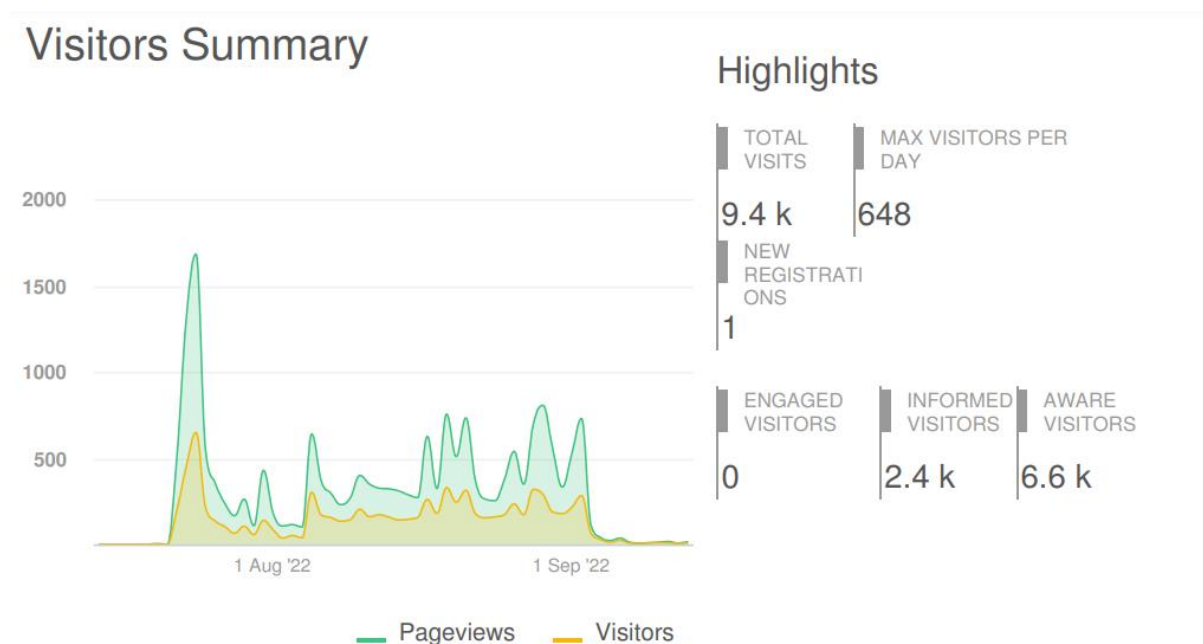 Visitors Summary
Highlights
TOTAL
VISITS
9.4 k
MAX VISITORS PER
DAY
648
NEW
REGISTRATI
ONS
1
ENGAGED
VISITORS
0
INFORMED
VISITORS
2.4 k
AWARE
VISITORS
6.6 k
2000
1500
1000
500
1 Aug '22
1 Sep '22
Pageviews
Visitors